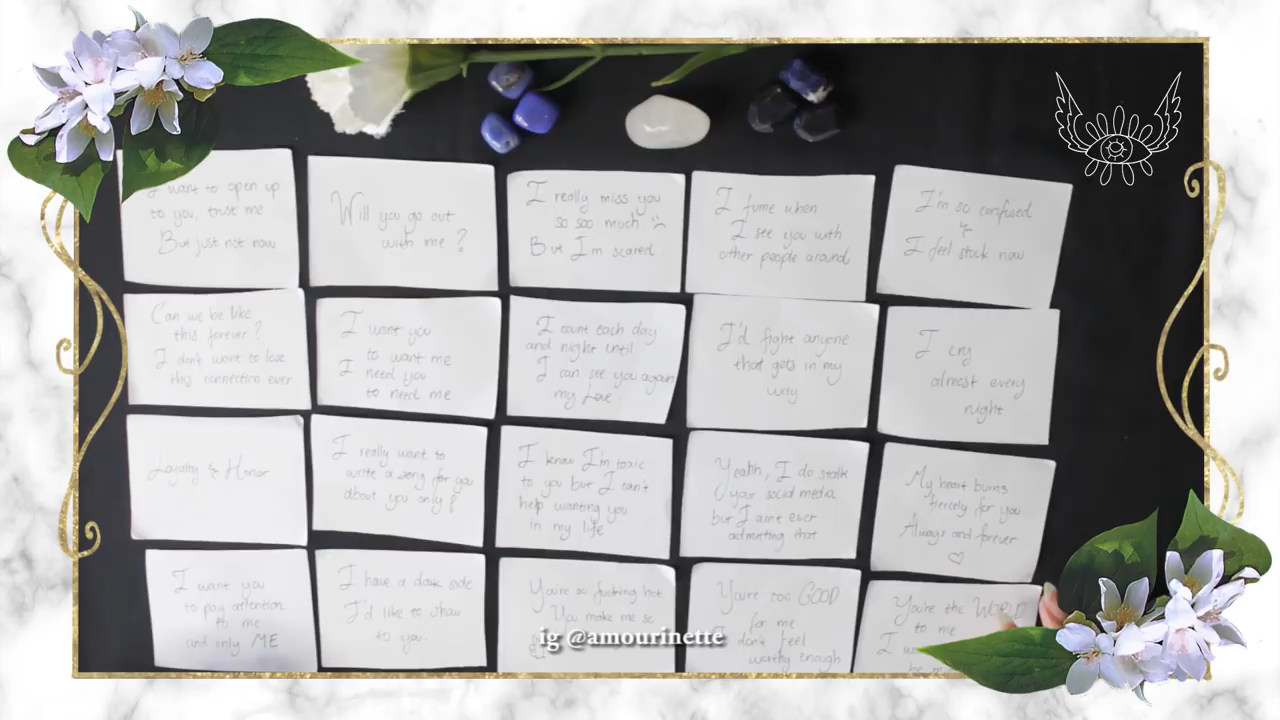 I want to open up
to you, trust me
But just not now
Will you go out
with me?
I really miss you
so soo much :(
But I'm scared
I fume when
I see you with
other people around
I'm so confused
&
I feel stuck now
Can we be like
this forever?
I don't want to lose
this connection ever
I want you
to want me
I need you
to need me
I count each day
and night until
I can see you again
my Love
I'd fight anyone
that gets in my
way
I cry
almost every
night
Loyalty & Honor
I really want to
write a song for you
about you only!
I know I'm toxic
to you but I can't
help wanting you
in my life
Yeahh, I do stalk
your social media
but I aint ever
admitting that
My heart burns
fiercely for you
Always and forever
♡
I want you
to pay attention
to me
and only ME
I have a dark side
I'd like to show
to you.
You're so fucking hot
You make me so
You're too GOOD
for me
I don't feel
worthy enough
You're the WORLD
to me
I
ig @amourinette